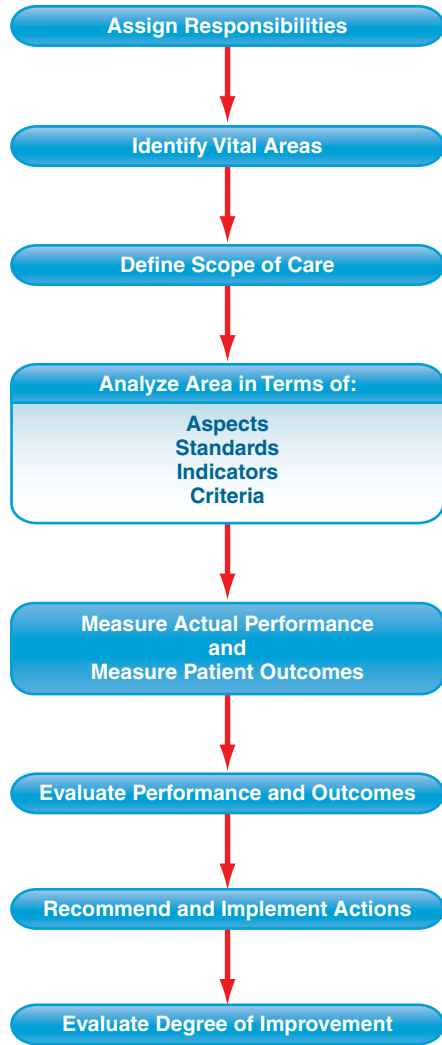 Assign Responsibilities
Identify Vital Areas
Define Scope of Care
Analyze Area in Terms of:
Aspects
Standards
Indicators
Criteria
Measure Actual Performance
and
Measure Patient Outcomes
Evaluate Performance and Outcomes
Recommend and Implement Actions
Evaluate Degree of Improvement